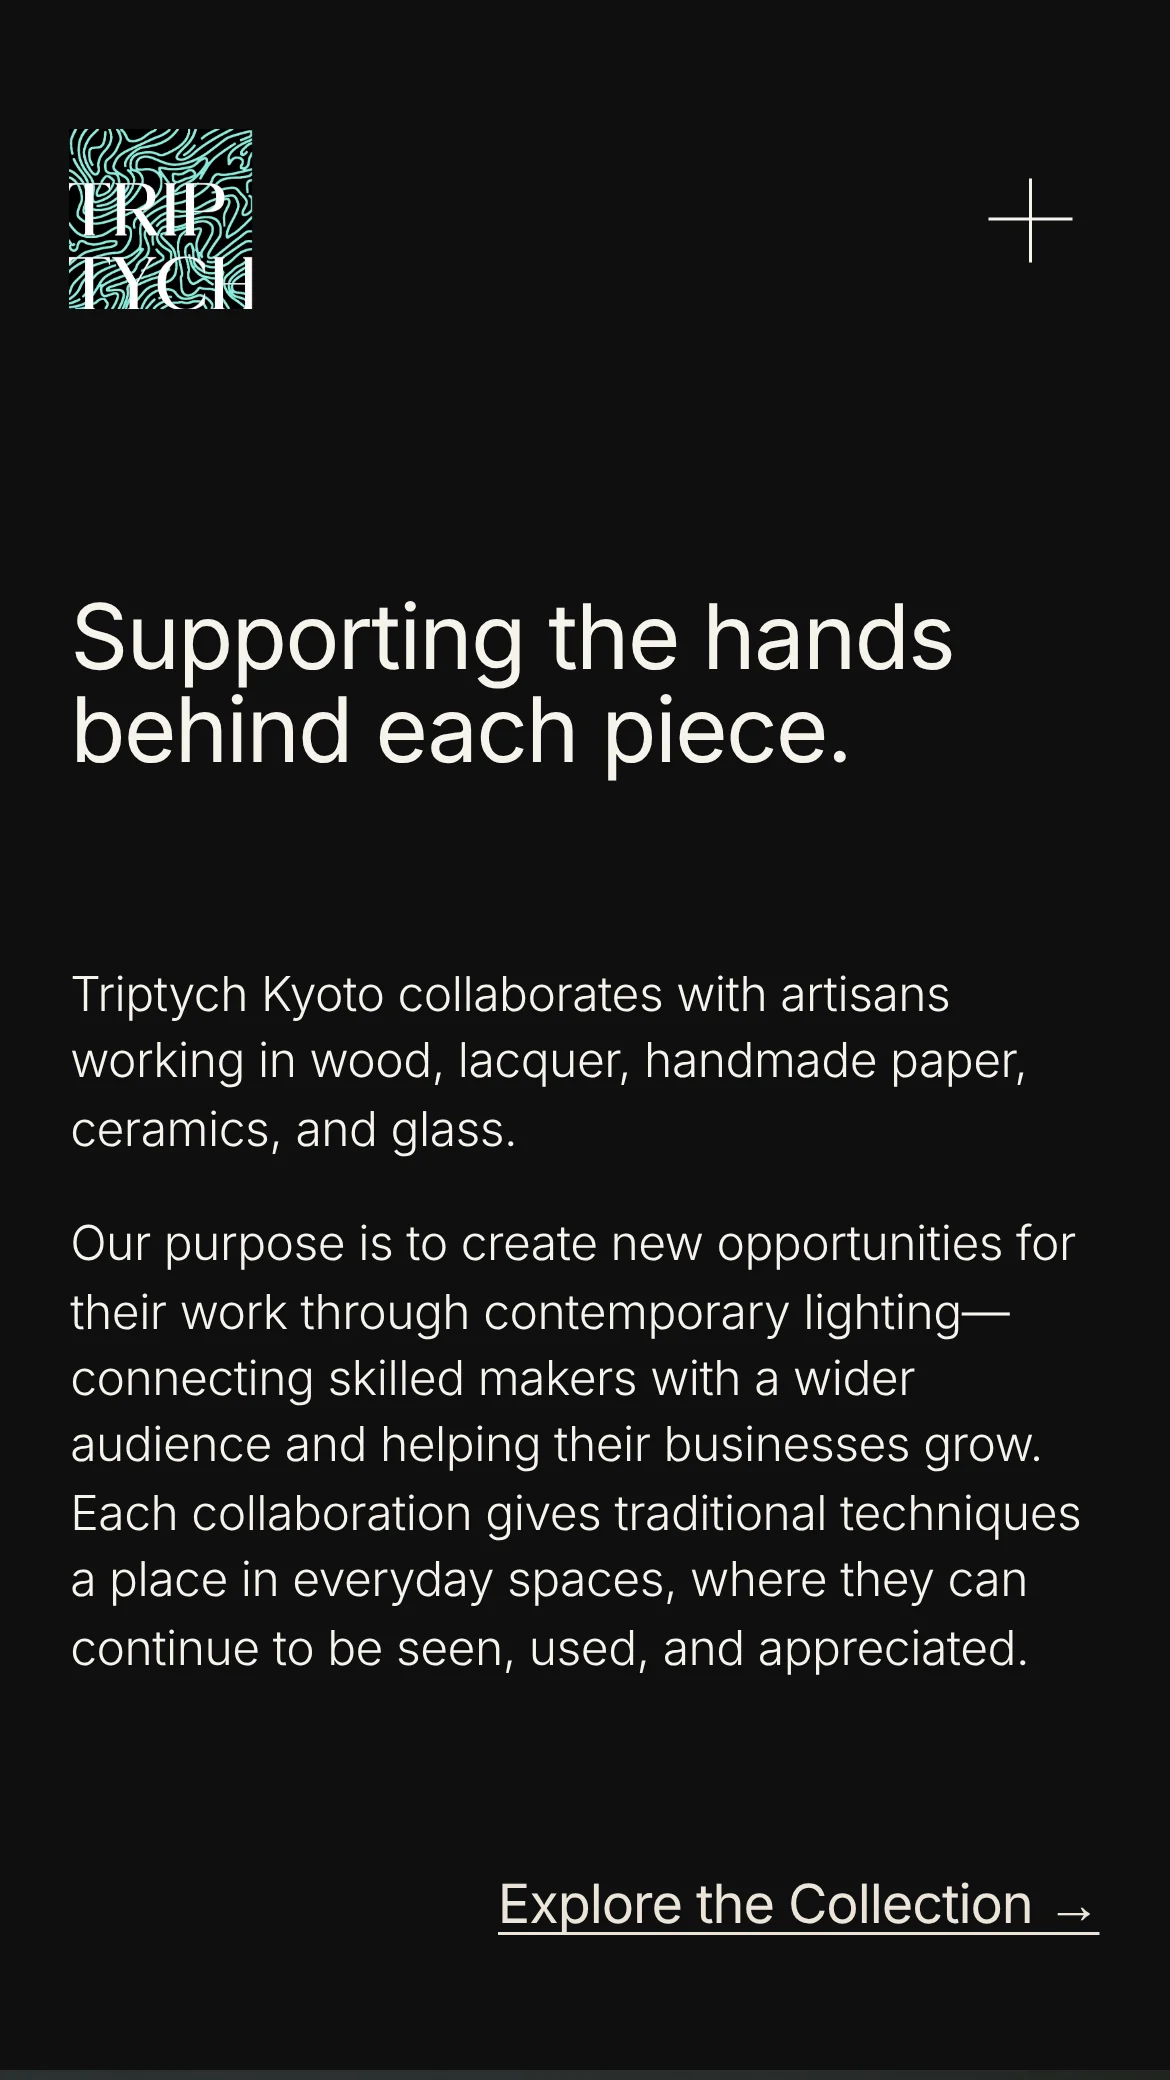 TRIP
TYCH
Supporting the hands
behind each piece.
Triptych Kyoto collaborates with artisans
working in wood, lacquer, handmade paper,
ceramics, and glass.
Our purpose is to create new opportunities for
their work through contemporary lighting—
connecting skilled makers with a wider
audience and helping their businesses grow.
Each collaboration gives traditional techniques
a place in everyday spaces, where they can
continue to be seen, used, and appreciated.
Explore the Collection →